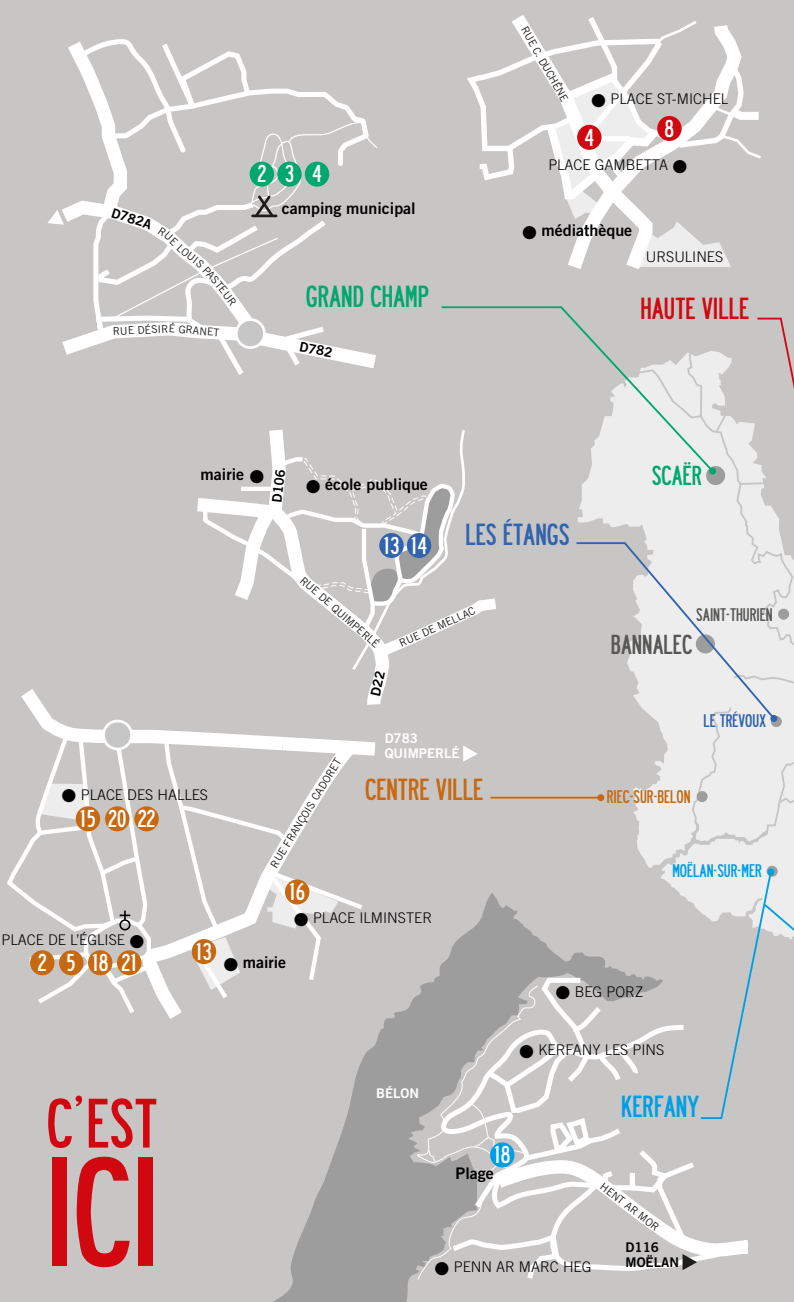 RUE C. DUCHÊNE
PLACE ST-MICHEL
4
8
PLACE GAMBETTA
médiathèque
URSULINES
HAUTE VILLE
2 3 4
camping municipal
D782A
RUE LOUIS PASTEUR
RUE DÉSIRÉ GRANET
D782
GRAND CHAMP
SCAËR
mairie
D106
école publique
13 14
RUE DE QUIMPERLÉ
RUE DE MELLAC
D22
LES ÉTANGS
SAINT-THURIEN
BANNALEC
LE TRÉVOUX
D783
QUIMPERLÉ
CENTRE VILLE
RIEC-SUR-BELON
PLACE DES HALLES
15 20 22
RUE FRANÇOIS CADORET
16
PLACE ILMINSTER
PLACE DE L'ÉGLISE
2 5 18 21
13
mairie
MOËLAN-SUR-MER
BEG PORZ
KERFANY LES PINS
BÉLON
KERFANY
18
Plage
HENT AR MOR
D116
MOËLAN
PENN AR MARC HEG
C'EST
ICI